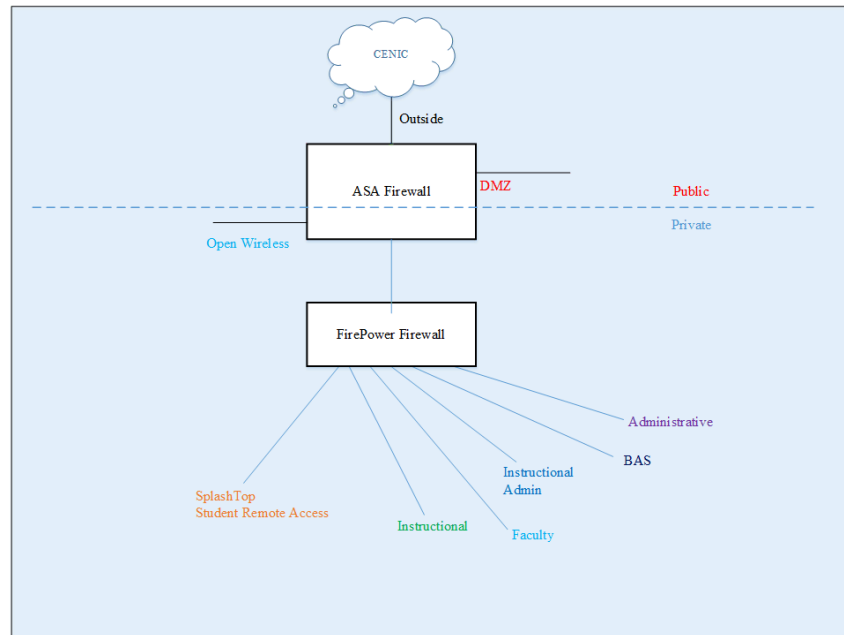 CENIC
Outside
ASA Firewall
DMZ
Public
Private
Open Wireless
FirePower Firewall
Administrative
BAS
Instructional
Admin
SplashTop
Student Remote Access
Instructional
Faculty